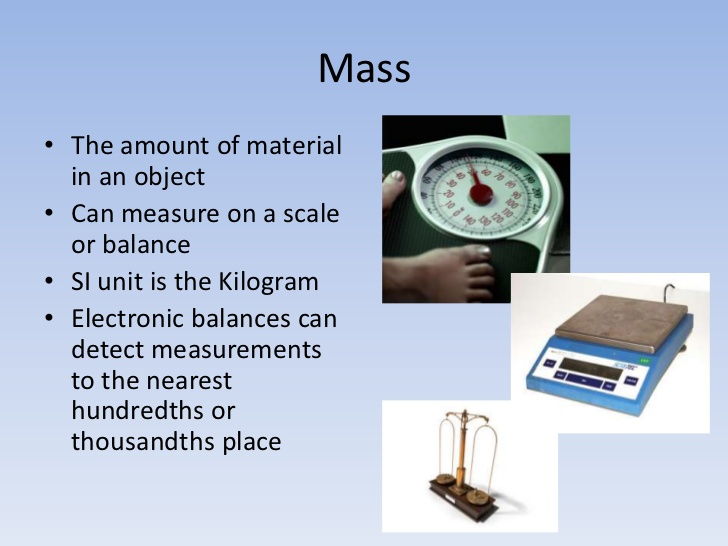 Mass
• The amount of material
in an object
• Can measure on a scale
or balance
• SI unit is the Kilogram
• Electronic balances can
detect measurements
to the nearest
hundredths or
thousandths place